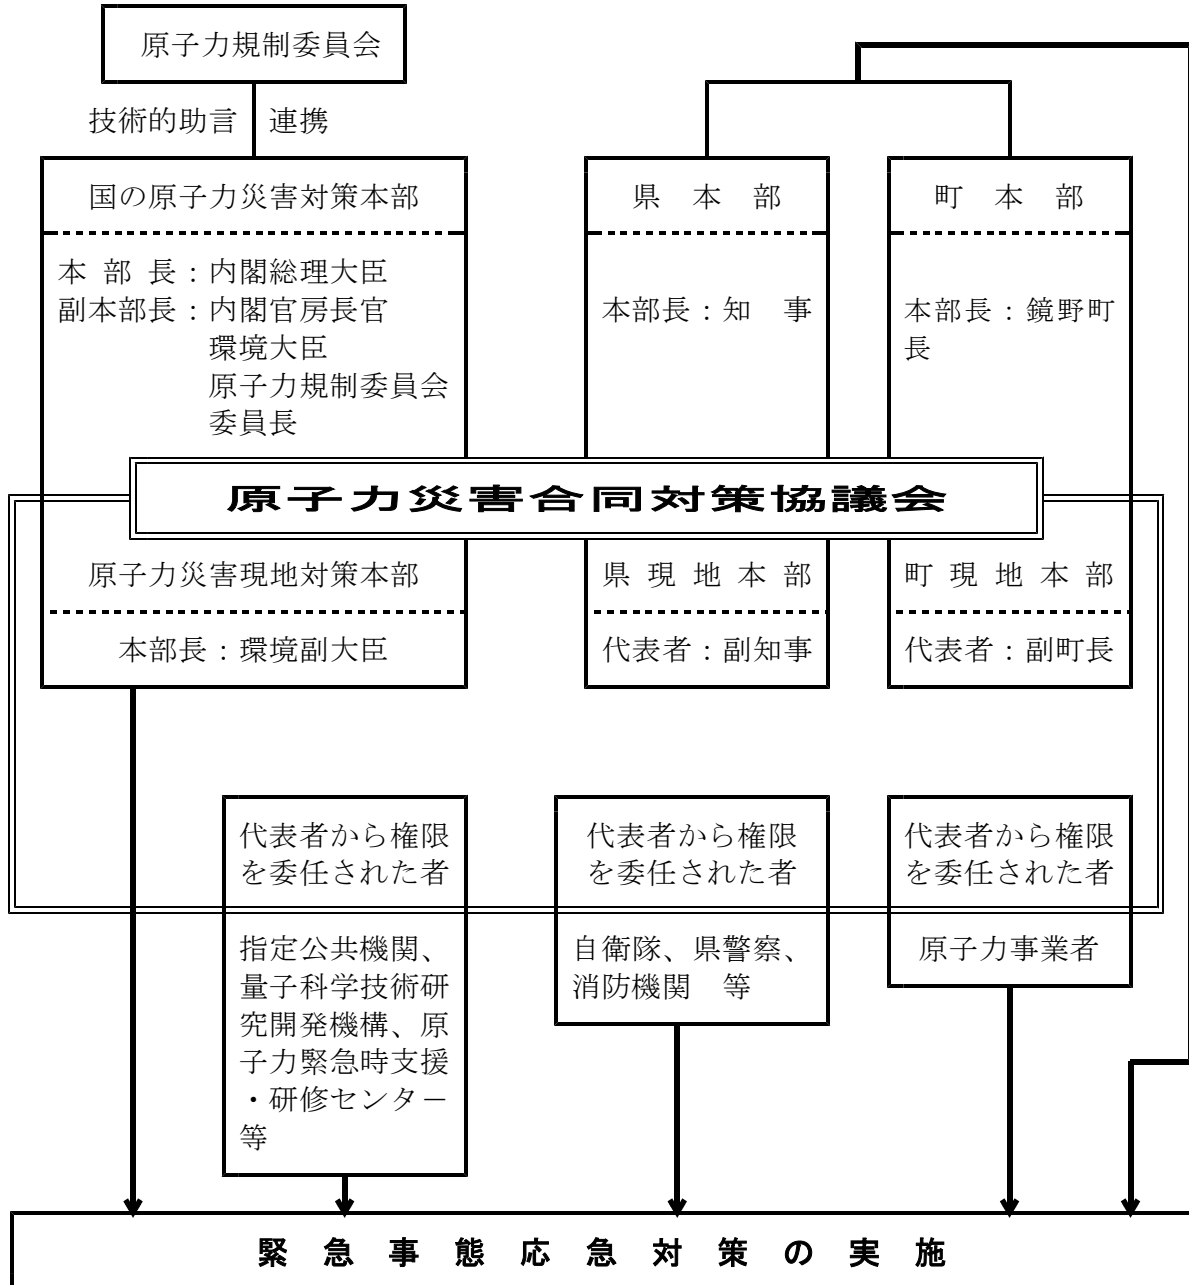 原子力規制委員会
技術的助言 連携
国の原子力災害対策本部
本部長:内閣総理大臣
副本部長:内閣官房長官
環境大臣
原子力規制委員会
委員長
県本部
本部長:知 事
町本部
本部長:鏡野町
長
原子力災害合同対策協議会
原子力災害現地対策本部
本部長:環境副大臣
県現地本部
代表者:副知事
町現地本部
代表者:副町長
代表者から権限
を委任された者
指定公共機関、
量子科学技術研
究開発機構、原
子力緊急時支援
・研修センター
等
代表者から権限
を委任された者
自衛隊、県警察、
消防機関 等
代表者から権限
を委任された者
原子力事業者
緊急事態応急対策の実施